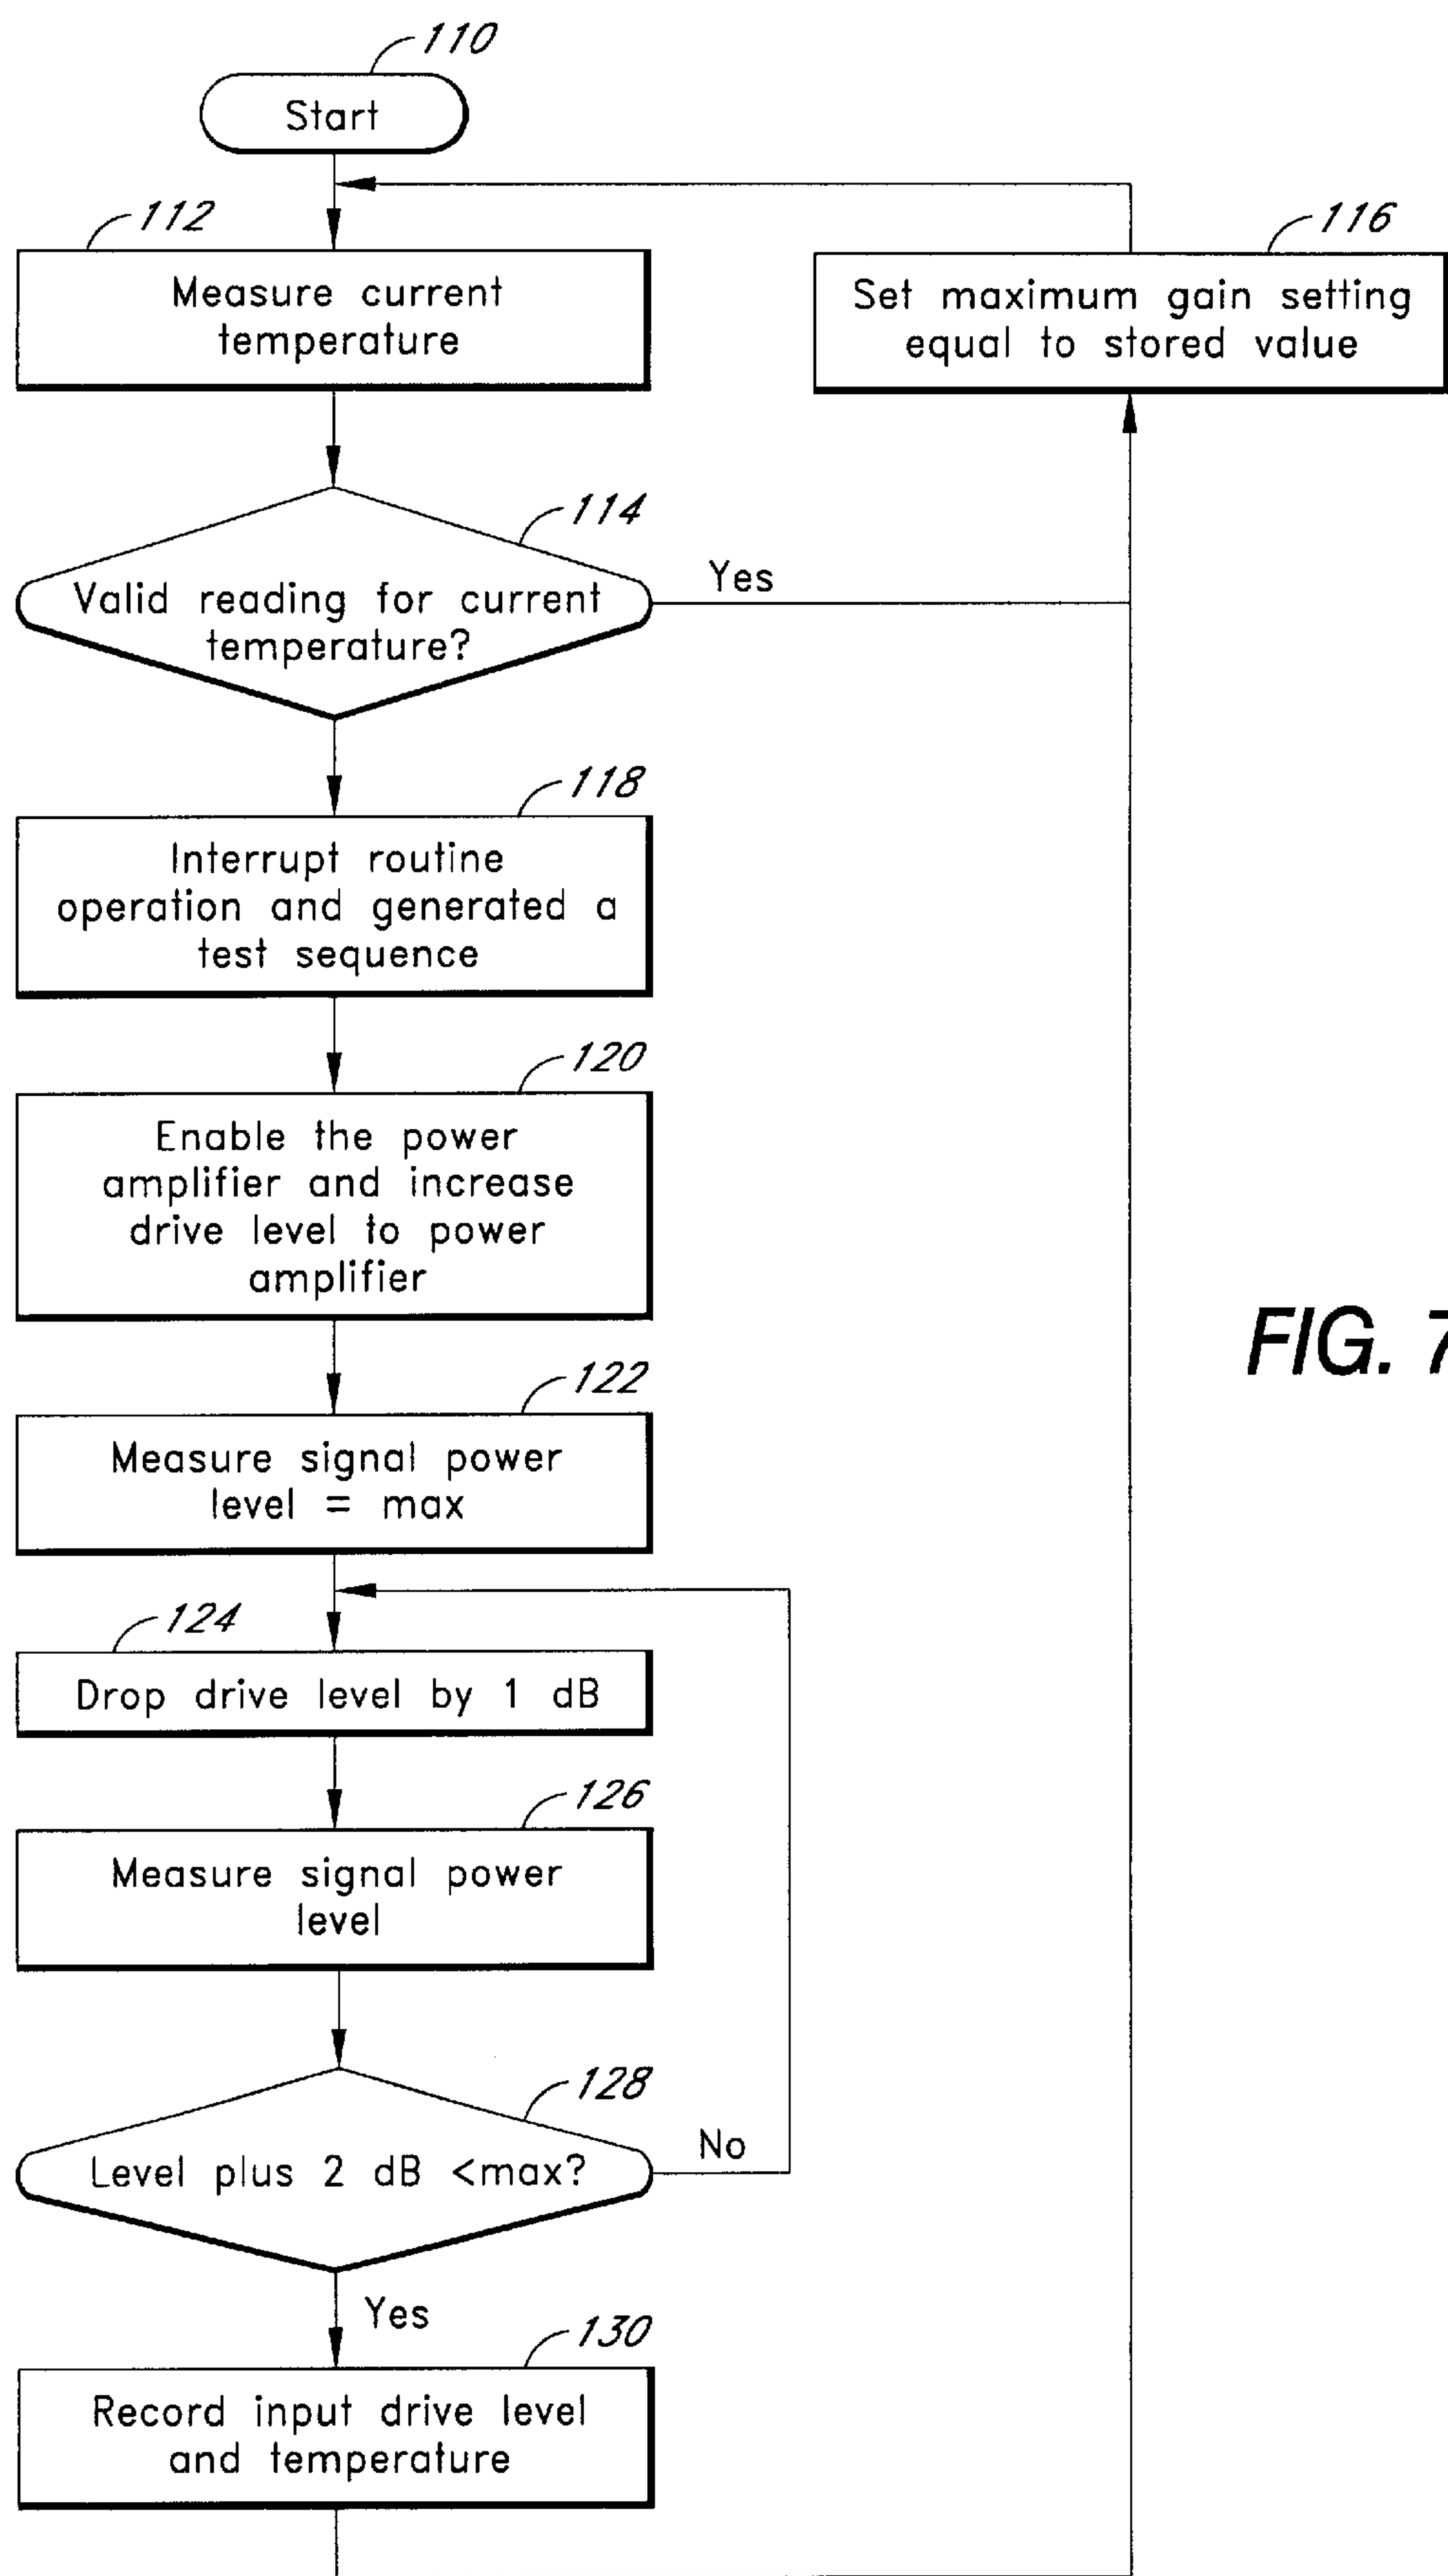 110
Start
112
Measure current
temperature
116
Set maximum gain setting
equal to stored value
114
Valid reading for current
temperature?
Yes
118
Interrupt routine
operation and generated a
test sequence
120
Enable the power
amplifier and increase
drive level to power
amplifier
FIG. 7
122
Measure signal power
level = max
124
Drop drive level by 1 dB
126
Measure signal power
level
128
Level plus 2 dB <max?
No
Yes
130
Record input drive level
and temperature